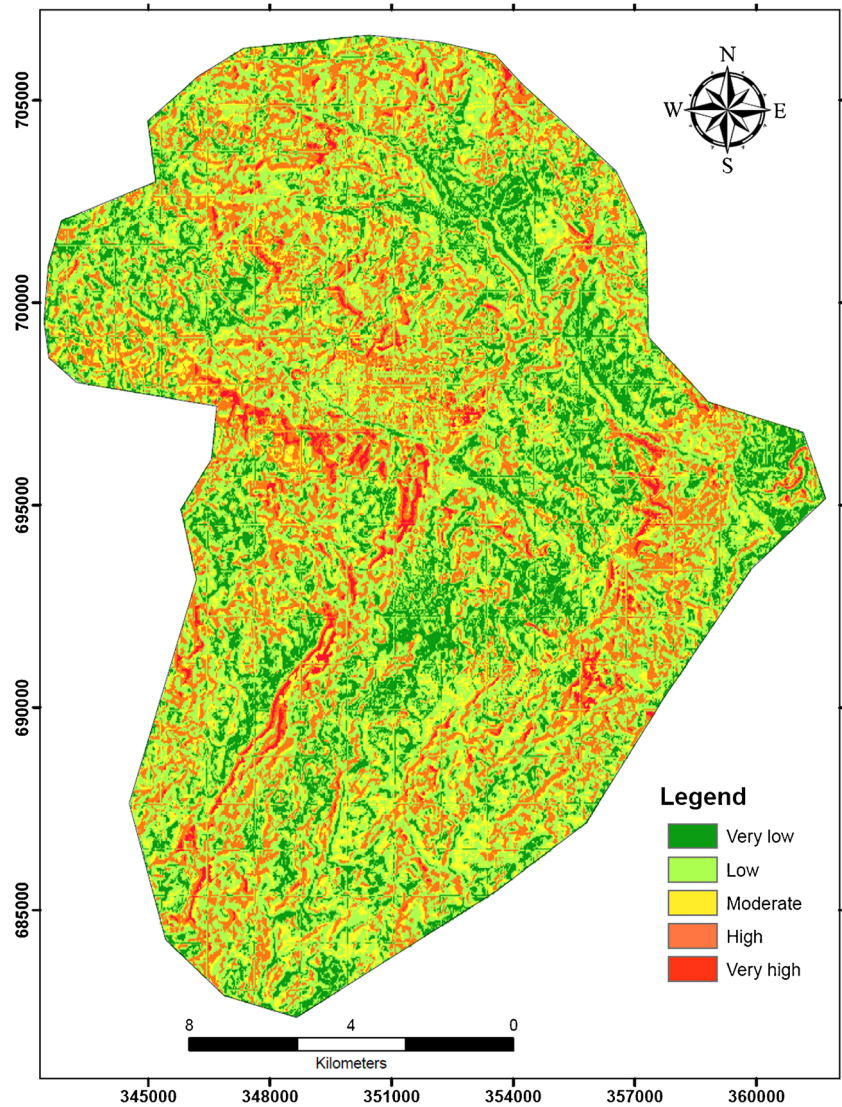 N
W E
S
705000
700000
695000
690000
685000
Legend
Very low
Low
Moderate
High
Very high
8 4 0
Kilometers
345000 348000 351000 354000 357000 360000